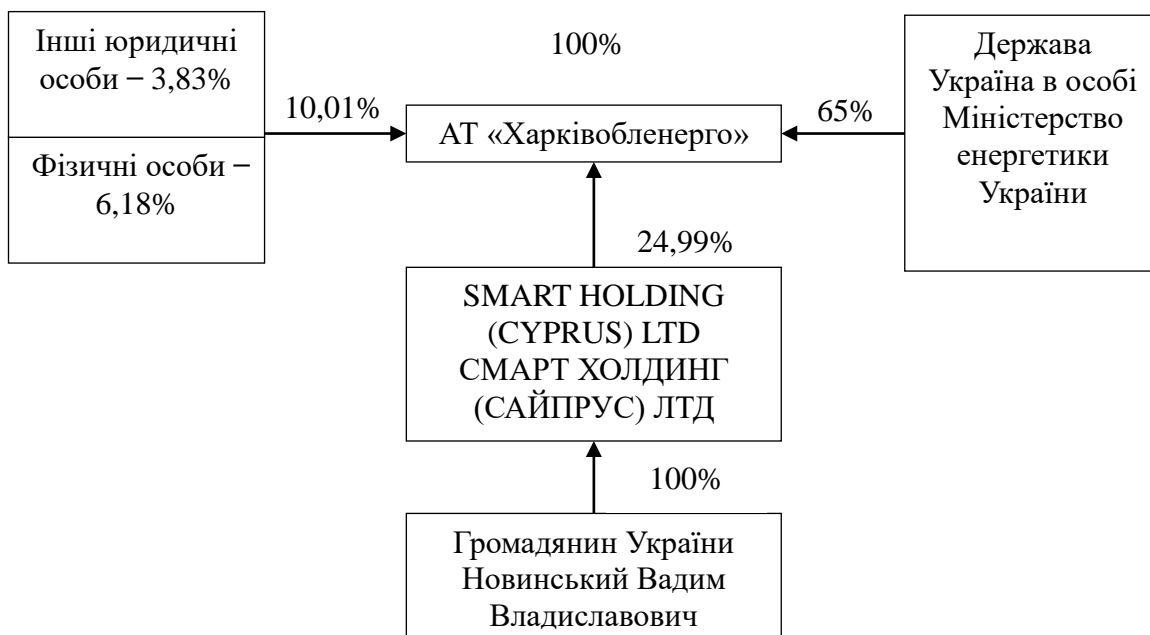 Інші юридичні
особи – 3,83%
Фізичні особи –
6,18%
10,01%
100%
АТ «Харківобленерго»
65%
Держава
Україна в особі
Міністерство
енергетики
України
24,99%
SMART HOLDING
(CYPRUS) LTD
СМАРТ ХОЛДИНГ
(САЙПРУС) ЛТД
100%
Громадянин України
Новинський Вадим
Владиславович